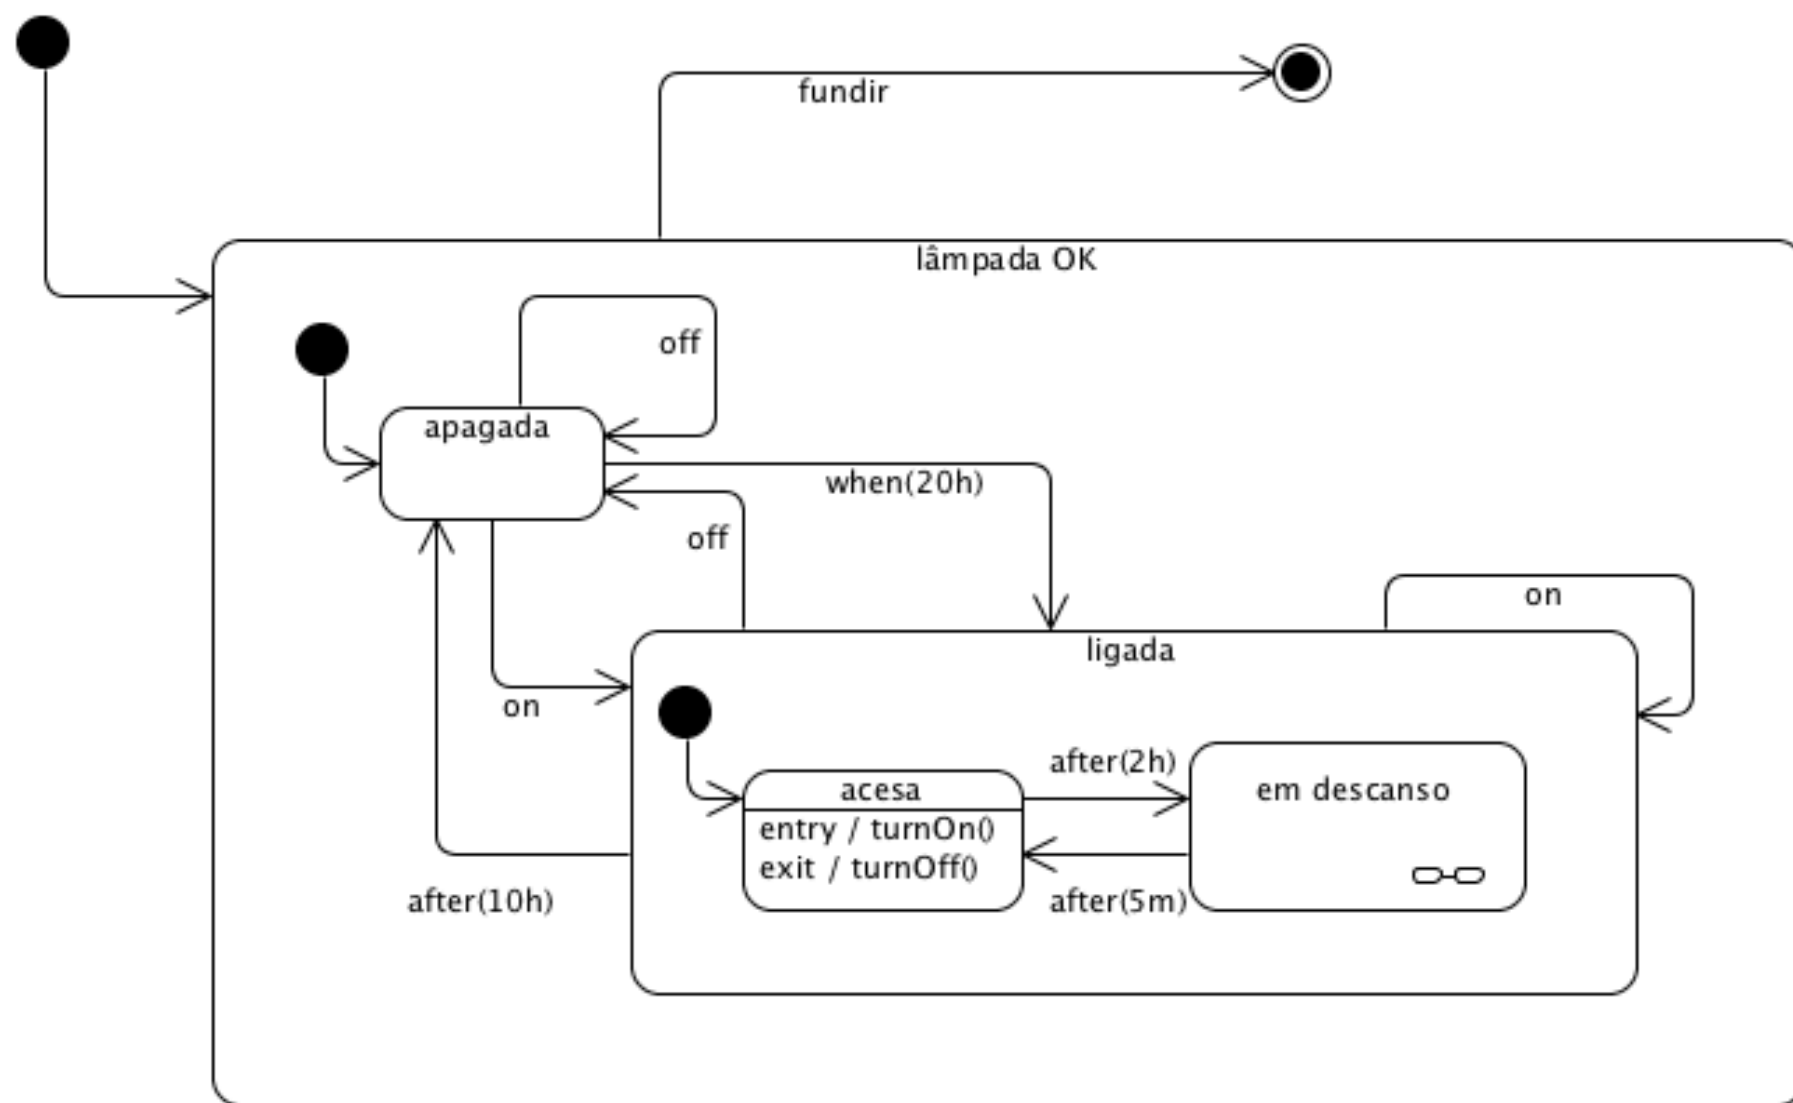 fundir
lâmpada OK
off
apagada
when(20h)
off
on
ligada
on
after(2h)
acesa
em descanso
entry / turnOn()
exit / turnOff()
after(10h)
after(5m)